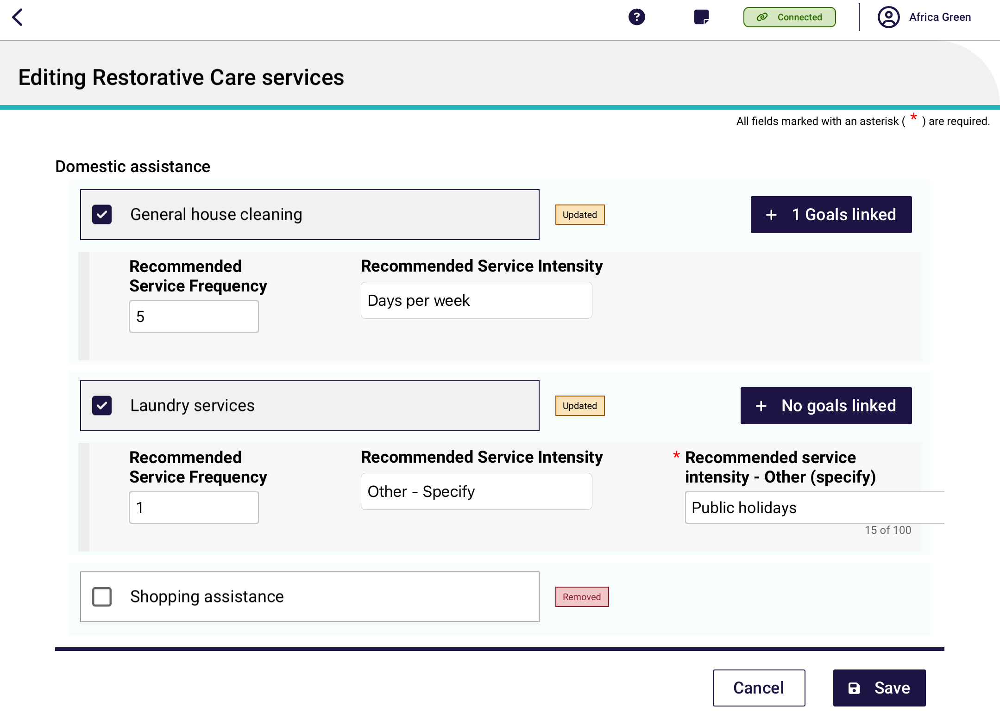 Connected
Africa Green
Editing Restorative Care services
All fields marked with an asterisk ( * ) are required.
Domestic assistance
General house cleaning
Updated
+ 1 Goals linked
Recommended
Service Frequency
Recommended Service Intensity
5
Days per week
Laundry services
Updated
+ No goals linked
Recommended
Service Frequency
Recommended Service Intensity
* Recommended service
intensity - Other (specify)
1
Other - Specify
Public holidays
15 of 100
Shopping assistance
Removed
Cancel
Save